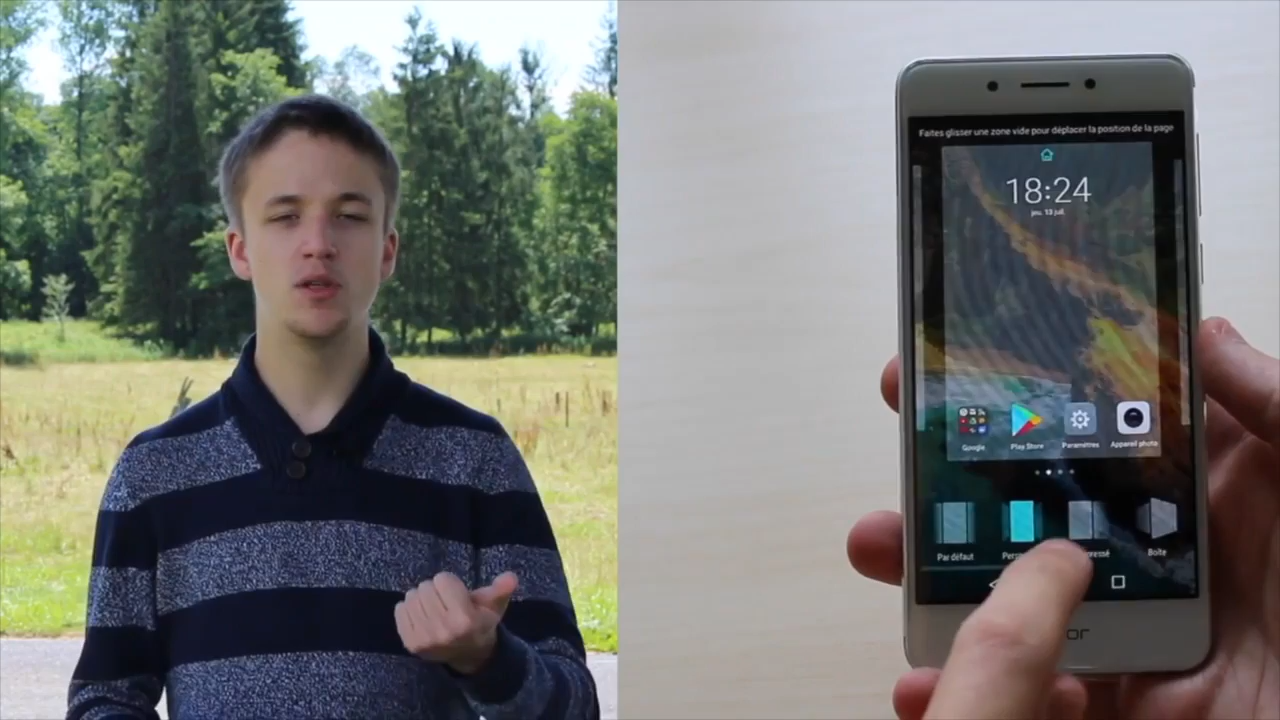 Faites glisser une zone vide pour déplacer la position de la page
18:24
jeu. 13 juil.
Google Play Store Paramètres Appareil photo
Par défaut Boîte